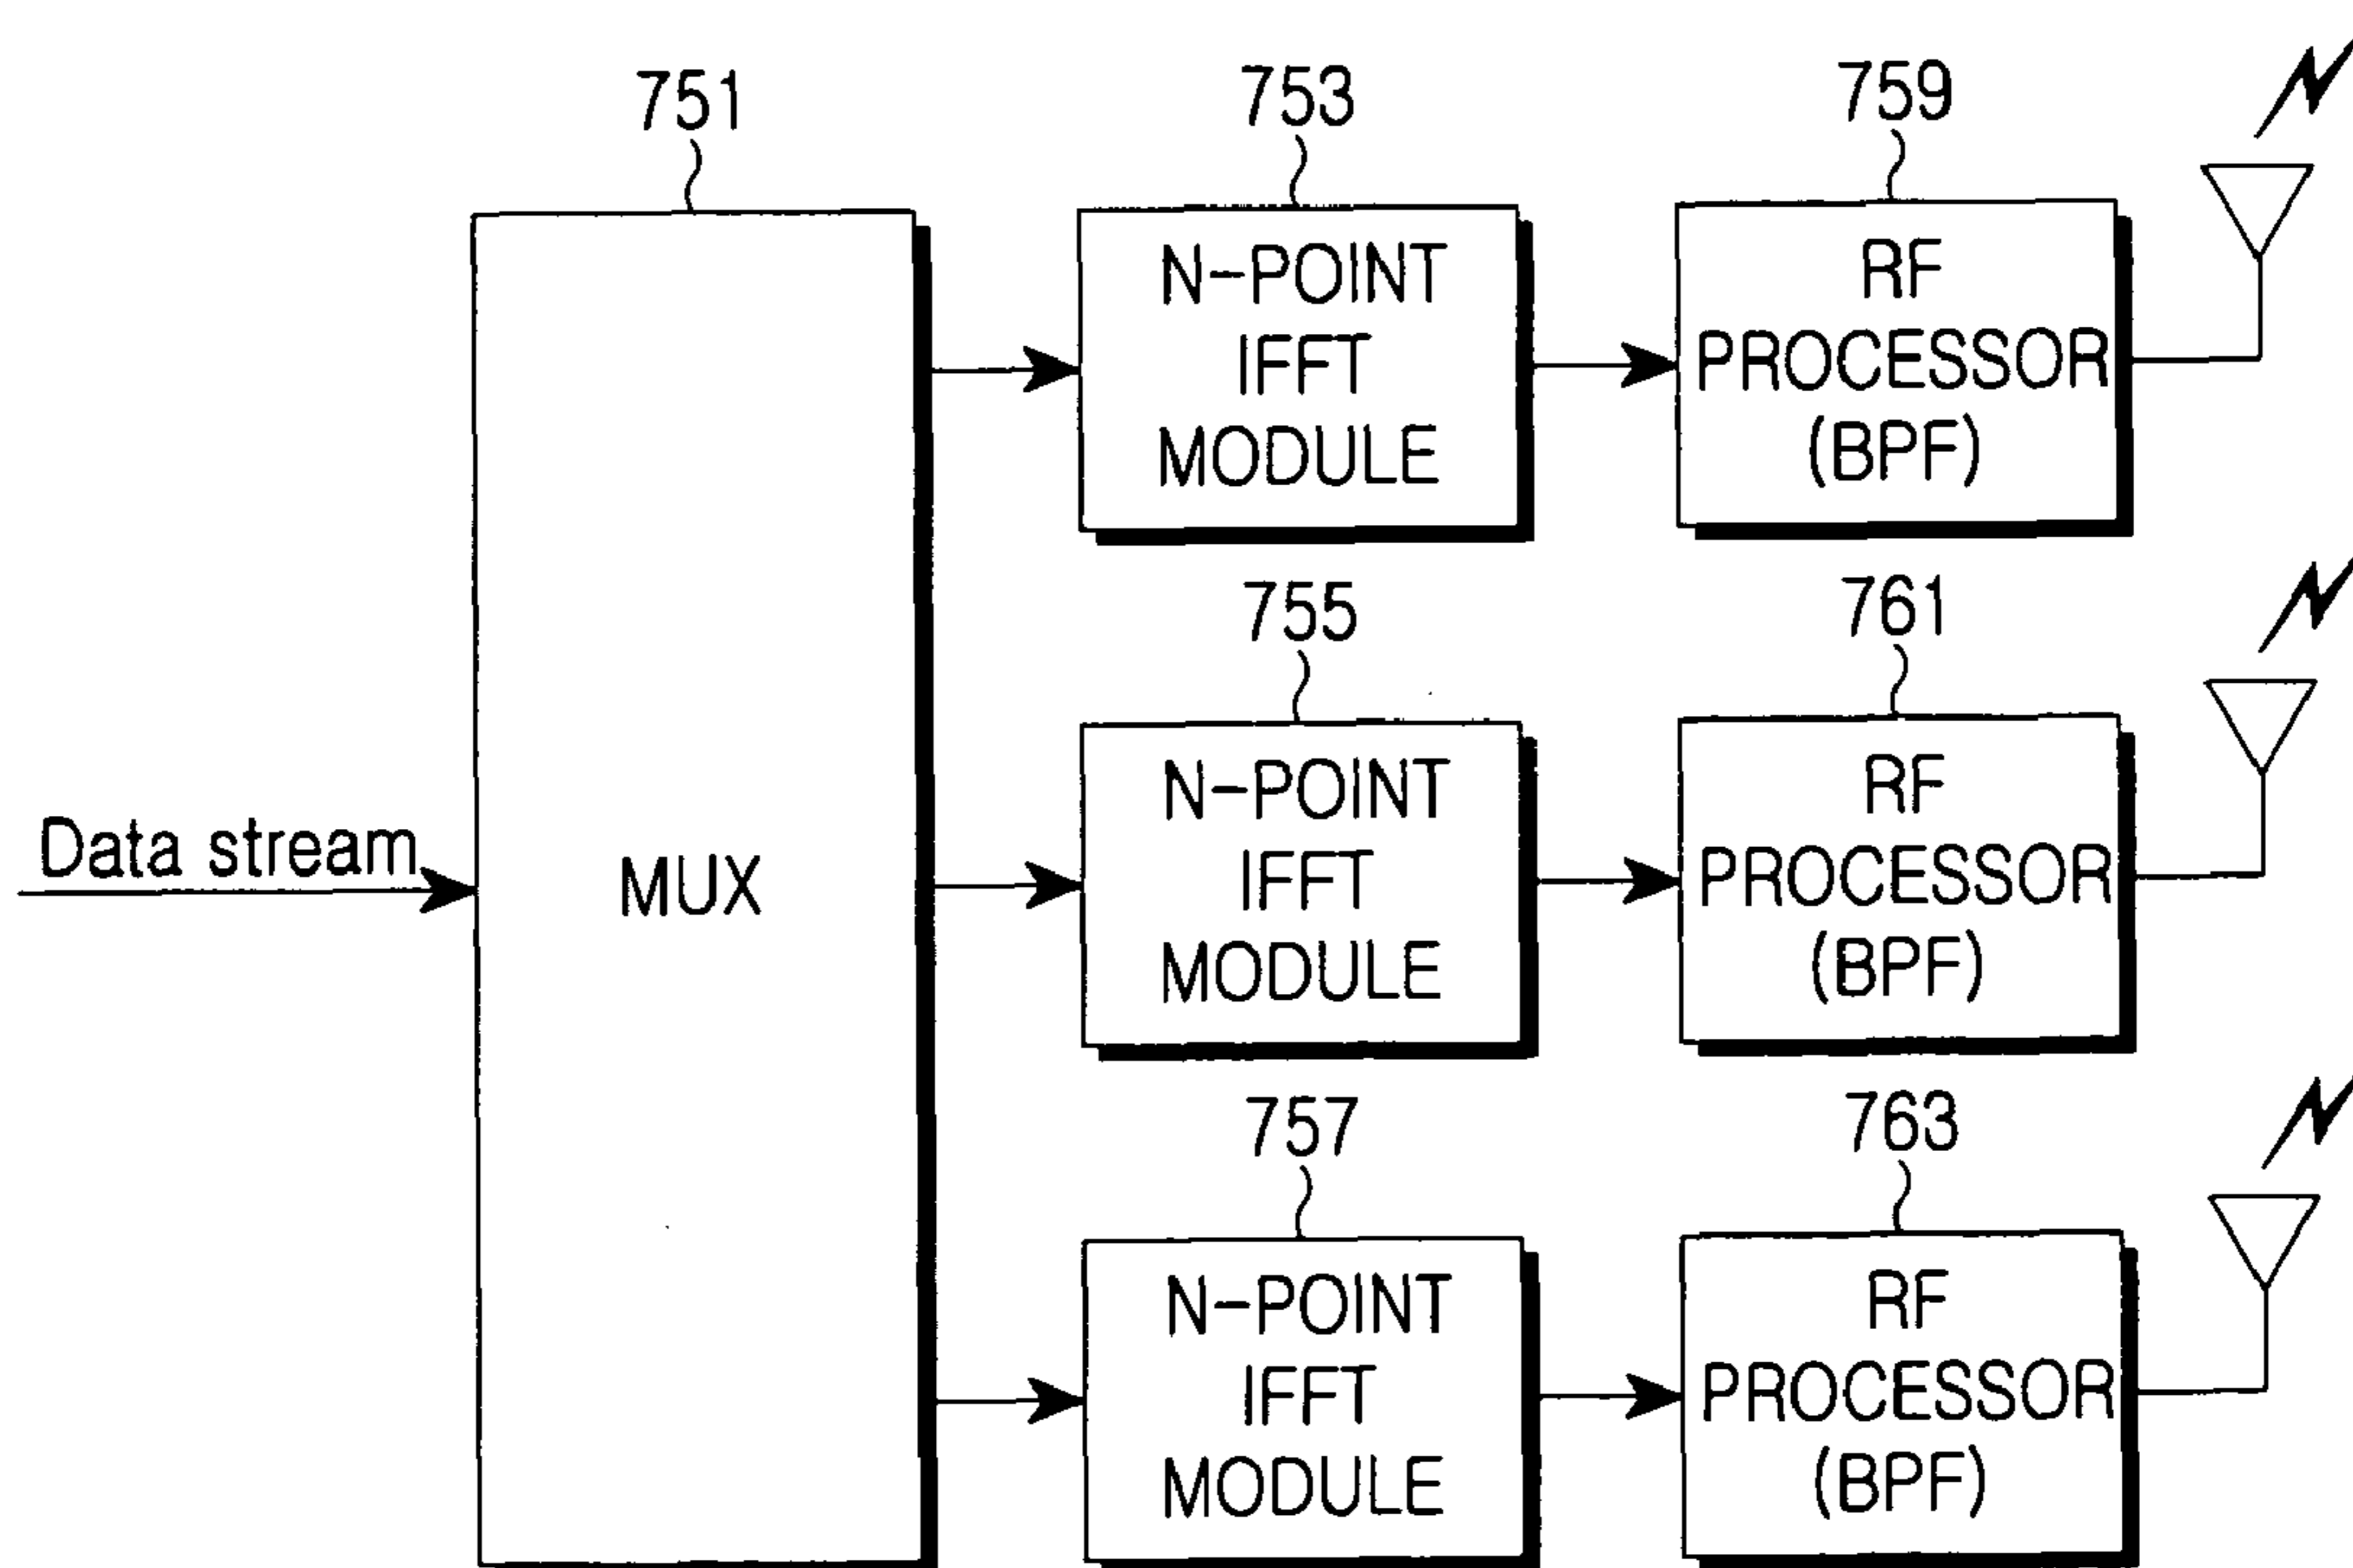 751
753
759
N-POINT
IFFT
MODULE
RF
PROCESSOR
(BPF)
755
761
Data stream
MUX
N-POINT
IFFT
MODULE
RF
PROCESSOR
(BPF)
757
763
N-POINT
IFFT
MODULE
RF
PROCESSOR
(BPF)